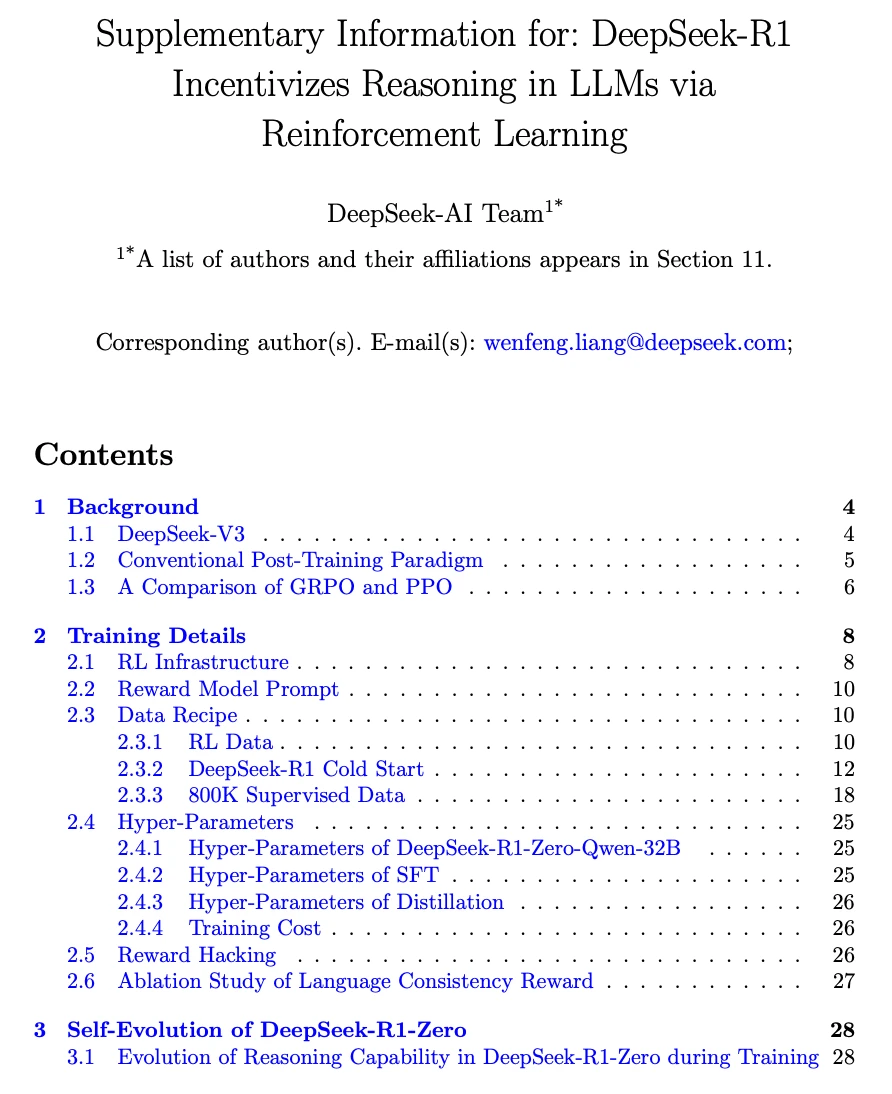 Supplementary Information for: DeepSeek-R1
Incentivizes Reasoning in LLMs via
Reinforcement Learning
DeepSeek-AI Team1*
1*A list of authors and their affiliations appears in Section 11.
Corresponding author(s). E-mail(s): wenfeng.liang@deepseek.com;
Contents
1 Background 4
1.1 DeepSeek-V3 . . . . . . . . . . . . . . . . . . . . . . . . . . . . . . . . 4
1.2 Conventional Post-Training Paradigm . . . . . . . . . . . . . . . . . . 5
1.3 A Comparison of GRPO and PPO . . . . . . . . . . . . . . . . . . . . 6
2 Training Details 8
2.1 RL Infrastructure . . . . . . . . . . . . . . . . . . . . . . . . . . . . . . 8
2.2 Reward Model Prompt . . . . . . . . . . . . . . . . . . . . . . . . . . . 10
2.3 Data Recipe . . . . . . . . . . . . . . . . . . . . . . . . . . . . . . . . . 10
2.3.1 RL Data . . . . . . . . . . . . . . . . . . . . . . . . . . . . . . . 10
2.3.2 DeepSeek-R1 Cold Start . . . . . . . . . . . . . . . . . . . . . . 12
2.3.3 800K Supervised Data . . . . . . . . . . . . . . . . . . . . . . . 18
2.4 Hyper-Parameters . . . . . . . . . . . . . . . . . . . . . . . . . . . . . 25
2.4.1 Hyper-Parameters of DeepSeek-R1-Zero-Qwen-32B . . . . . . 25
2.4.2 Hyper-Parameters of SFT . . . . . . . . . . . . . . . . . . . . . 25
2.4.3 Hyper-Parameters of Distillation . . . . . . . . . . . . . . . . . 26
2.4.4 Training Cost . . . . . . . . . . . . . . . . . . . . . . . . . . . . 26
2.5 Reward Hacking . . . . . . . . . . . . . . . . . . . . . . . . . . . . . . 26
2.6 Ablation Study of Language Consistency Reward . . . . . . . . . . . . 27
3 Self-Evolution of DeepSeek-R1-Zero 28
3.1 Evolution of Reasoning Capability in DeepSeek-R1-Zero during Training 28